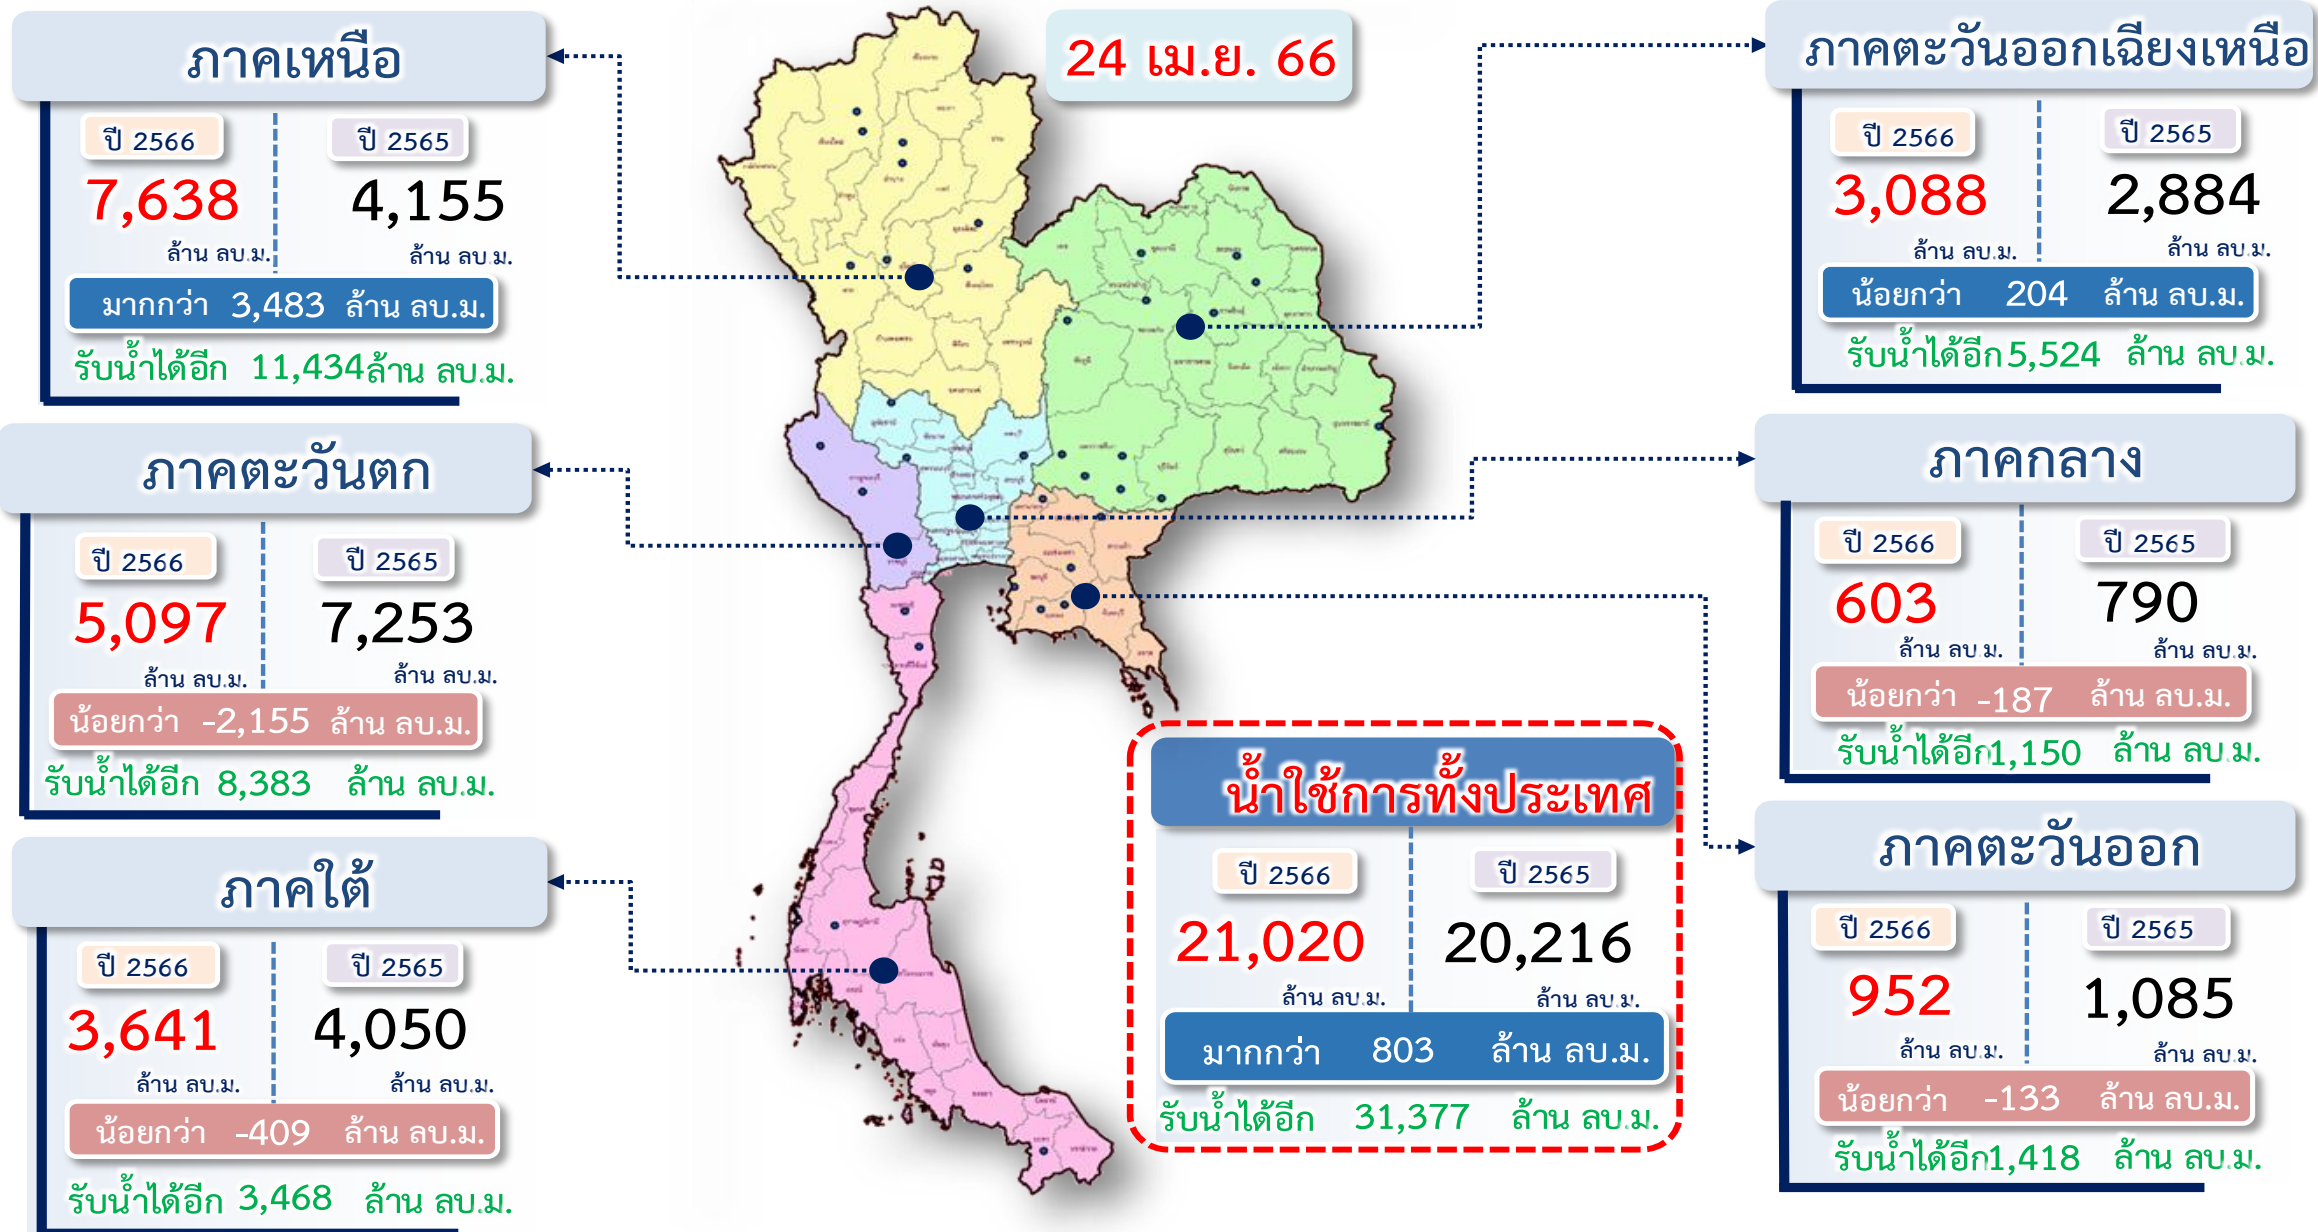 24 เม.ย. 66
ภาคเหนือ
ปี 2566
ปี 2565
7,638
4,155
ล้าน ลบ.ม.
ล้าน ลบ.ม.
มากกว่า 3,483 ล้าน ลบ.ม.
รับน้ำได้อีก 11,434 ล้าน ลบ.ม.
ภาคตะวันตก
ปี 2566
ปี 2565
5,097
7,253
ล้าน ลบ.ม.
ล้าน ลบ.ม.
น้อยกว่า -2,155 ล้าน ลบ.ม.
รับน้ำได้อีก 8,383 ล้าน ลบ.ม.
ภาคใต้
ปี 2566
ปี 2565
3,641
4,050
ล้าน ลบ.ม.
ล้าน ลบ.ม.
น้อยกว่า -409 ล้าน ลบ.ม.
รับน้ำได้อีก 3,468 ล้าน ลบ.ม.
น้ำใช้การทั้งประเทศ
ปี 2566
ปี 2565
21,020
20,216
ล้าน ลบ.ม.
ล้าน ลบ.ม.
มากกว่า 803 ล้าน ลบ.ม.
รับน้ำได้อีก 31,377 ล้าน ลบ.ม.
ภาคตะวันออกเฉียงเหนือ
ปี 2566
ปี 2565
3,088
2,884
ล้าน ลบ.ม.
ล้าน ลบ.ม.
น้อยกว่า 204 ล้าน ลบ.ม.
รับน้ำได้อีก 5,524 ล้าน ลบ.ม.
ภาคกลาง
ปี 2566
ปี 2565
603
790
ล้าน ลบ.ม.
ล้าน ลบ.ม.
น้อยกว่า -187 ล้าน ลบ.ม.
รับน้ำได้อีก 1,150 ล้าน ลบ.ม.
ภาคตะวันออก
ปี 2566
ปี 2565
952
1,085
ล้าน ลบ.ม.
ล้าน ลบ.ม.
น้อยกว่า -133 ล้าน ลบ.ม.
รับน้ำได้อีก 1,418 ล้าน ลบ.ม.